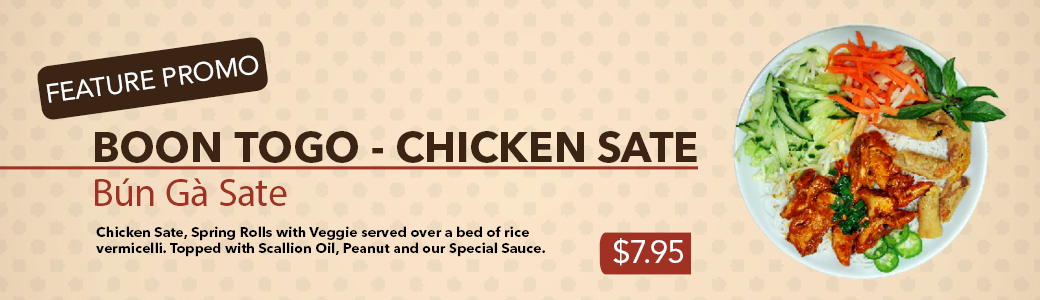 FEATURE PROMO
BOON TOGO - CHICKEN SATE
Bún Gà Sate
Chicken Sate, Spring Rolls with Veggie served over a bed of rice
vermicelli. Topped with Scallion Oil, Peanut and our Special Sauce.
$7.95